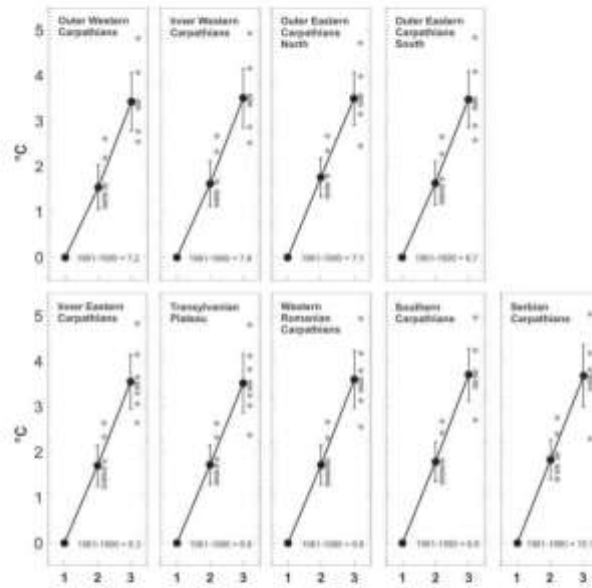 Outer Western
Carpathians
Inner Western
Carpathians
Outer Eastern
Carpathians
North
Outer Eastern
Carpathians
South
5
4
3
2
1
0
°C
Inner Eastern
Carpathians
Transylvanian
Plateau
Western
Romanian
Carpathians
Southern
Carpathians
Serbian
Carpathians
5
4
3
2
1
0
°C
1 2 3
1 2 3
1 2 3
1 2 3
1 2 3